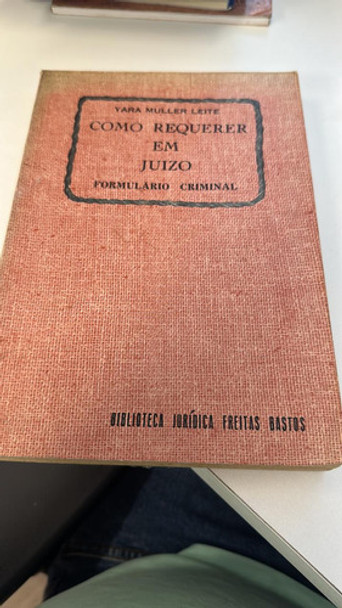 YARA MULLER LEITE
COMO REQUERER
EM
JUIZO
FORMULÁRIO CRIMINAL
BIBLIOTECA JURÍDICA FREITAS BASTOS